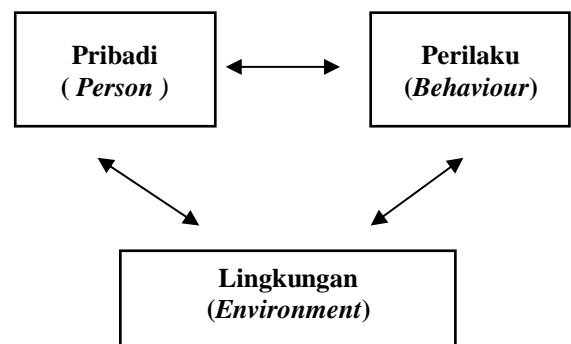 Pribadi
( Person )
Perilaku
(Behaviour)
Lingkungan
(Environment)